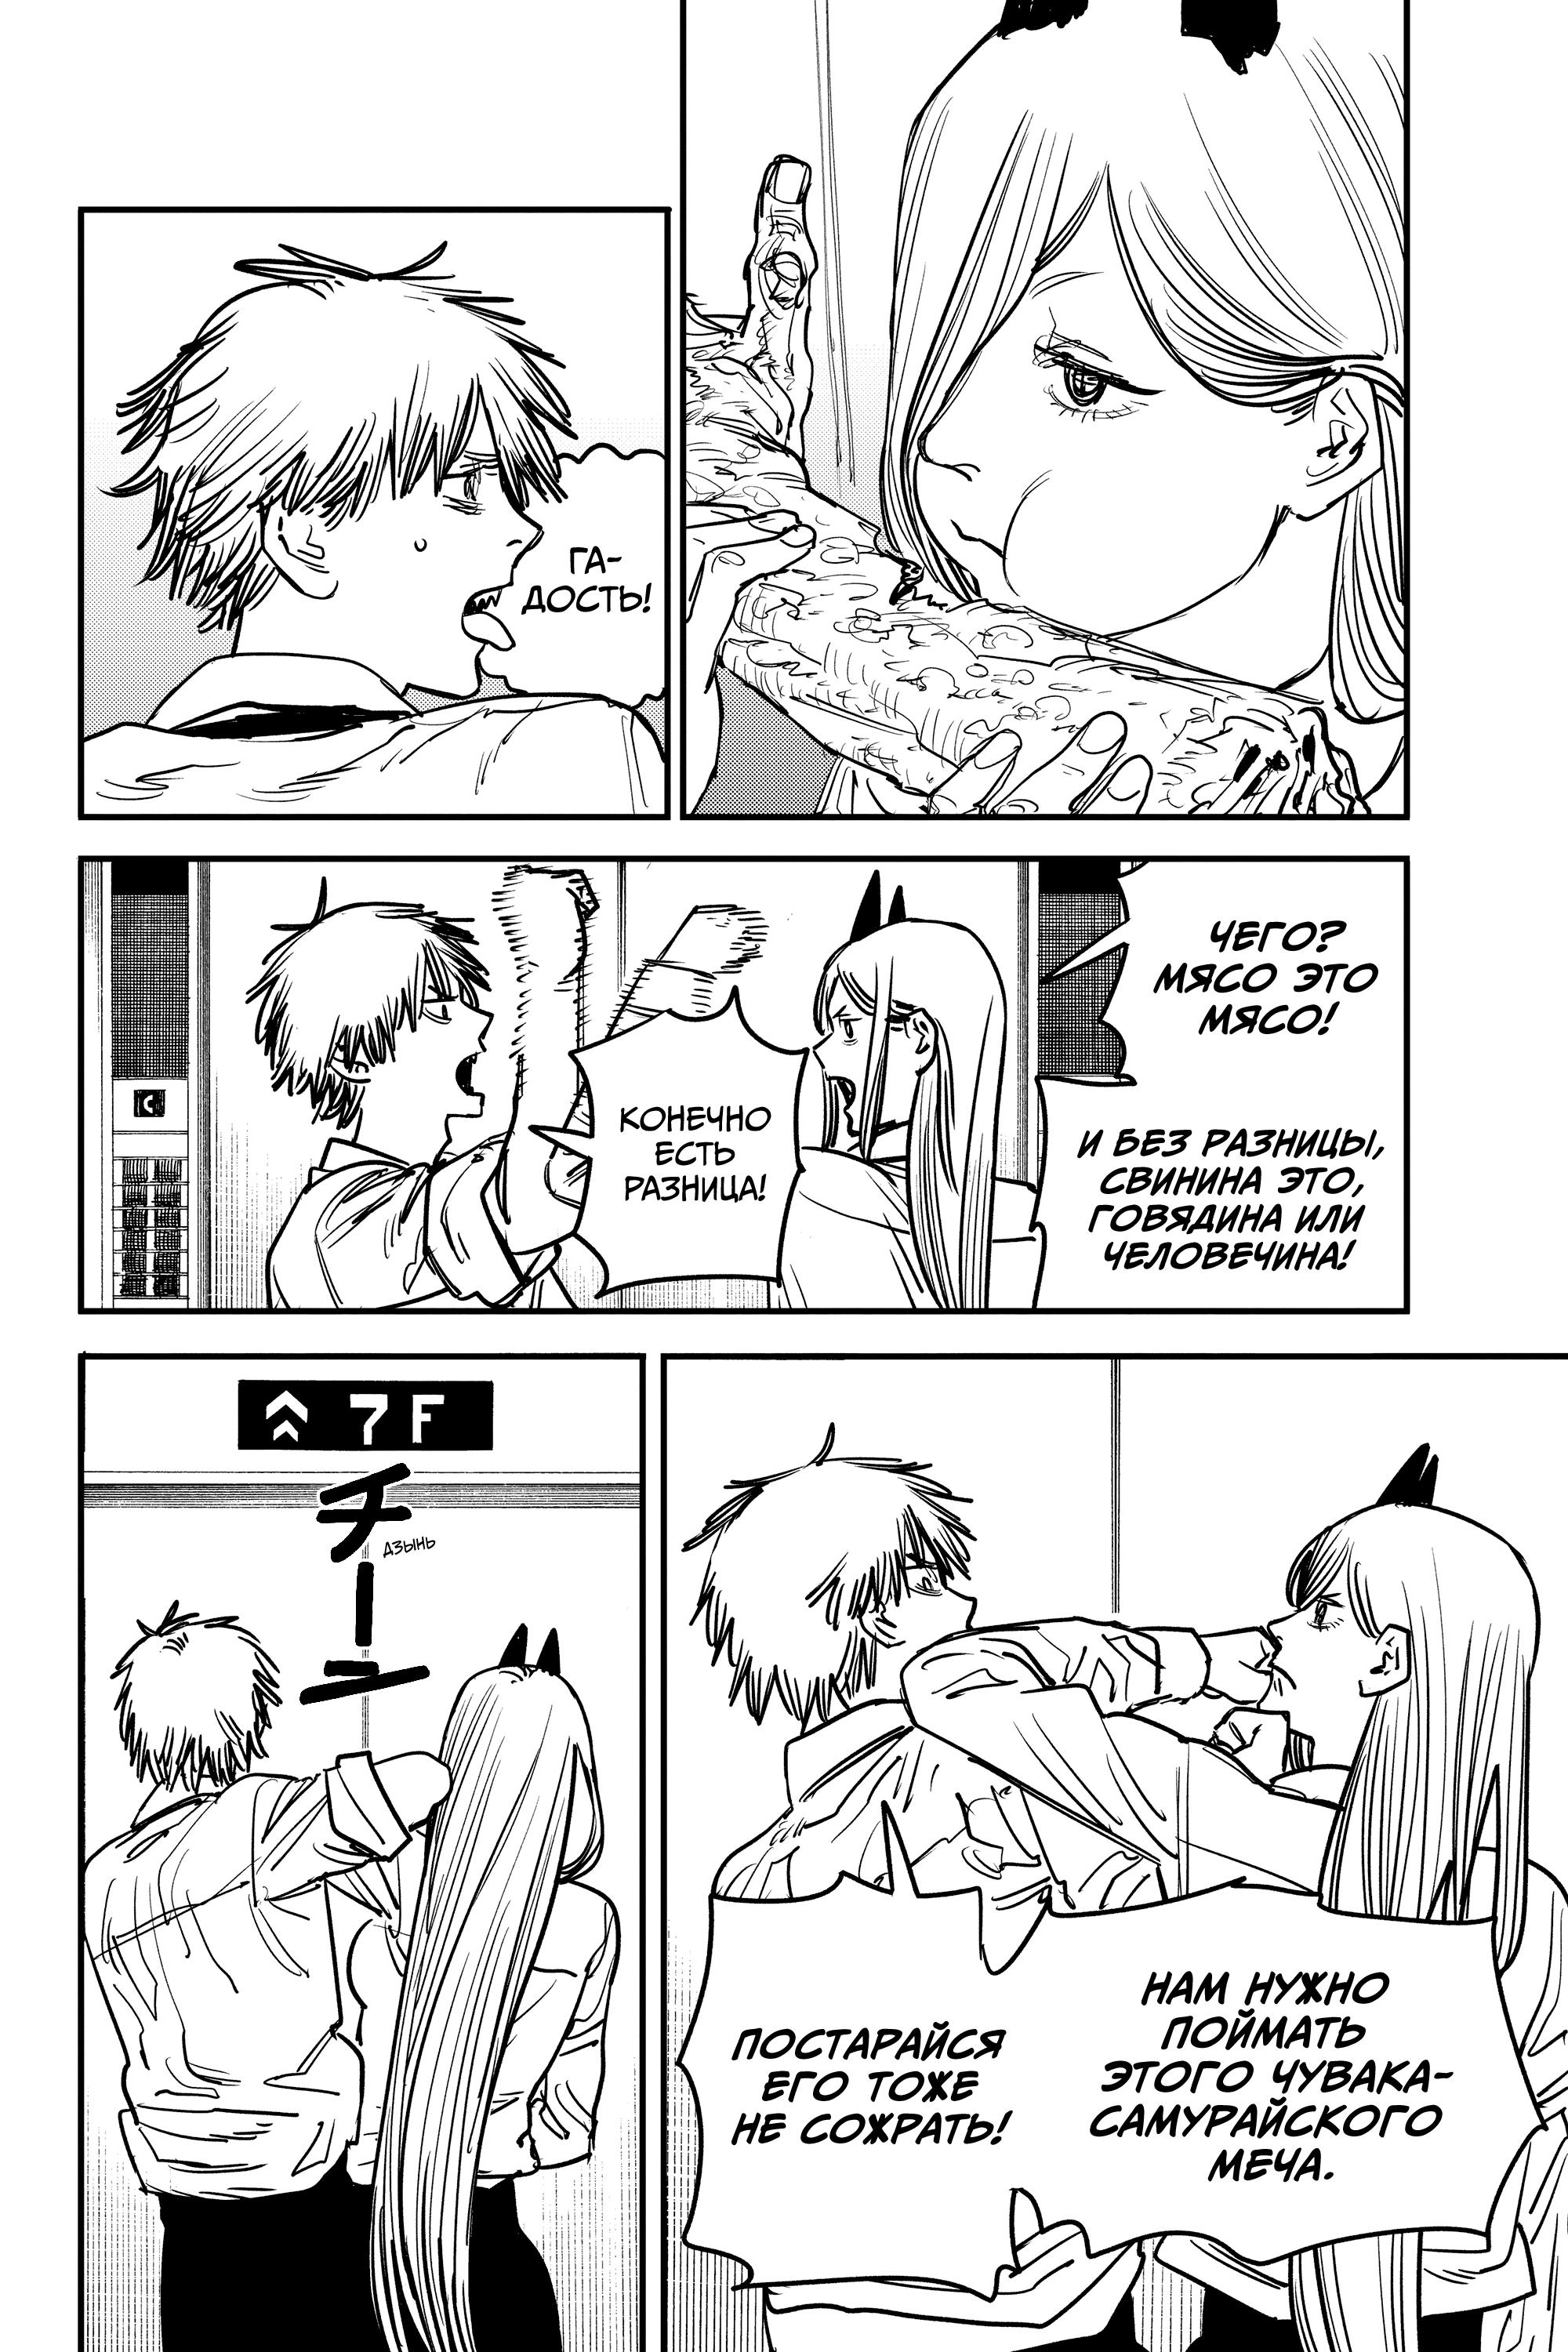 ГА-
ДОСТЬ!
ЧЕГО?
МЯСО ЭТО
МЯСО!
И БЕЗ РАЗНИЦЫ,
СВИНИНА ЭТО,
ГОВЯДИНА ИЛИ
ЧЕЛОВЕЧИНА!
КОНЕЧНО
ЕСТЬ
РАЗНИЦА!
НАМ НУЖНО
ПОЙМАТЬ
ЭТОГО ЧУВАКА-
САМУРАЙСКОГО
МЕЧА.
ПОСТАРАЙСЯ
ЕГО ТОЖЕ
НЕ СОЖРАТЬ!
7F
チーン
ДЗЫНЬ